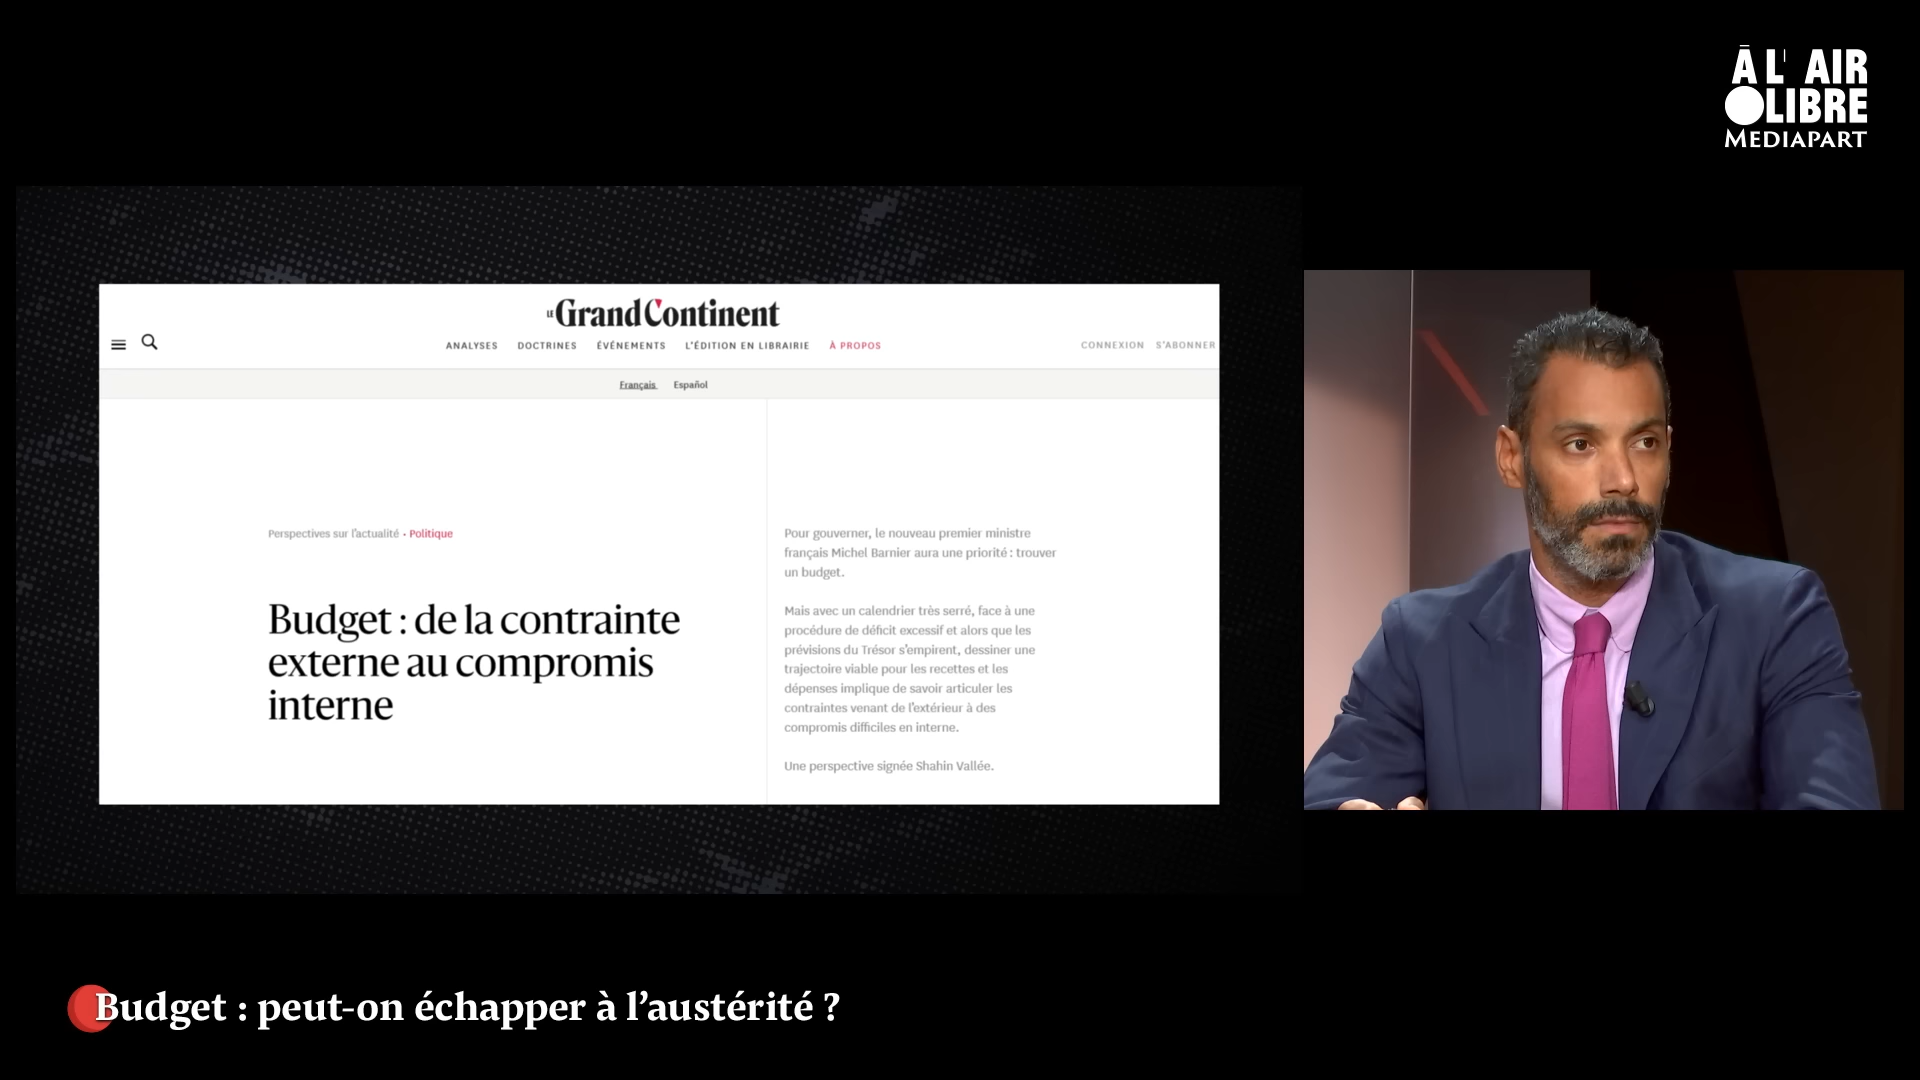 À L' AIR
LIBRE
MEDIAPART
LE Grand Continent
ANALYSES DOCTRINES ÉVÉNEMENTS L'ÉDITION EN LIBRAIRIE À PROPOS
CONNEXION S'ABONNER
Français Español
Perspectives sur l'actualité • Politique
Budget : de la contrainte
externe au compromis
interne
Pour gouverner, le nouveau premier ministre
français Michel Barnier aura une priorité : trouver
un budget.
Mais avec un calendrier très serré, face à une
procédure de déficit excessif et alors que les
prévisions du Trésor s'empirent, dessiner une
trajectoire viable pour les recettes et les
dépenses implique de savoir articuler les
contraintes venant de l'extérieur à des
compromis difficiles en interne.
Une perspective signée Shahin Vallée.
Budget : peut-on échapper à l'austérité ?